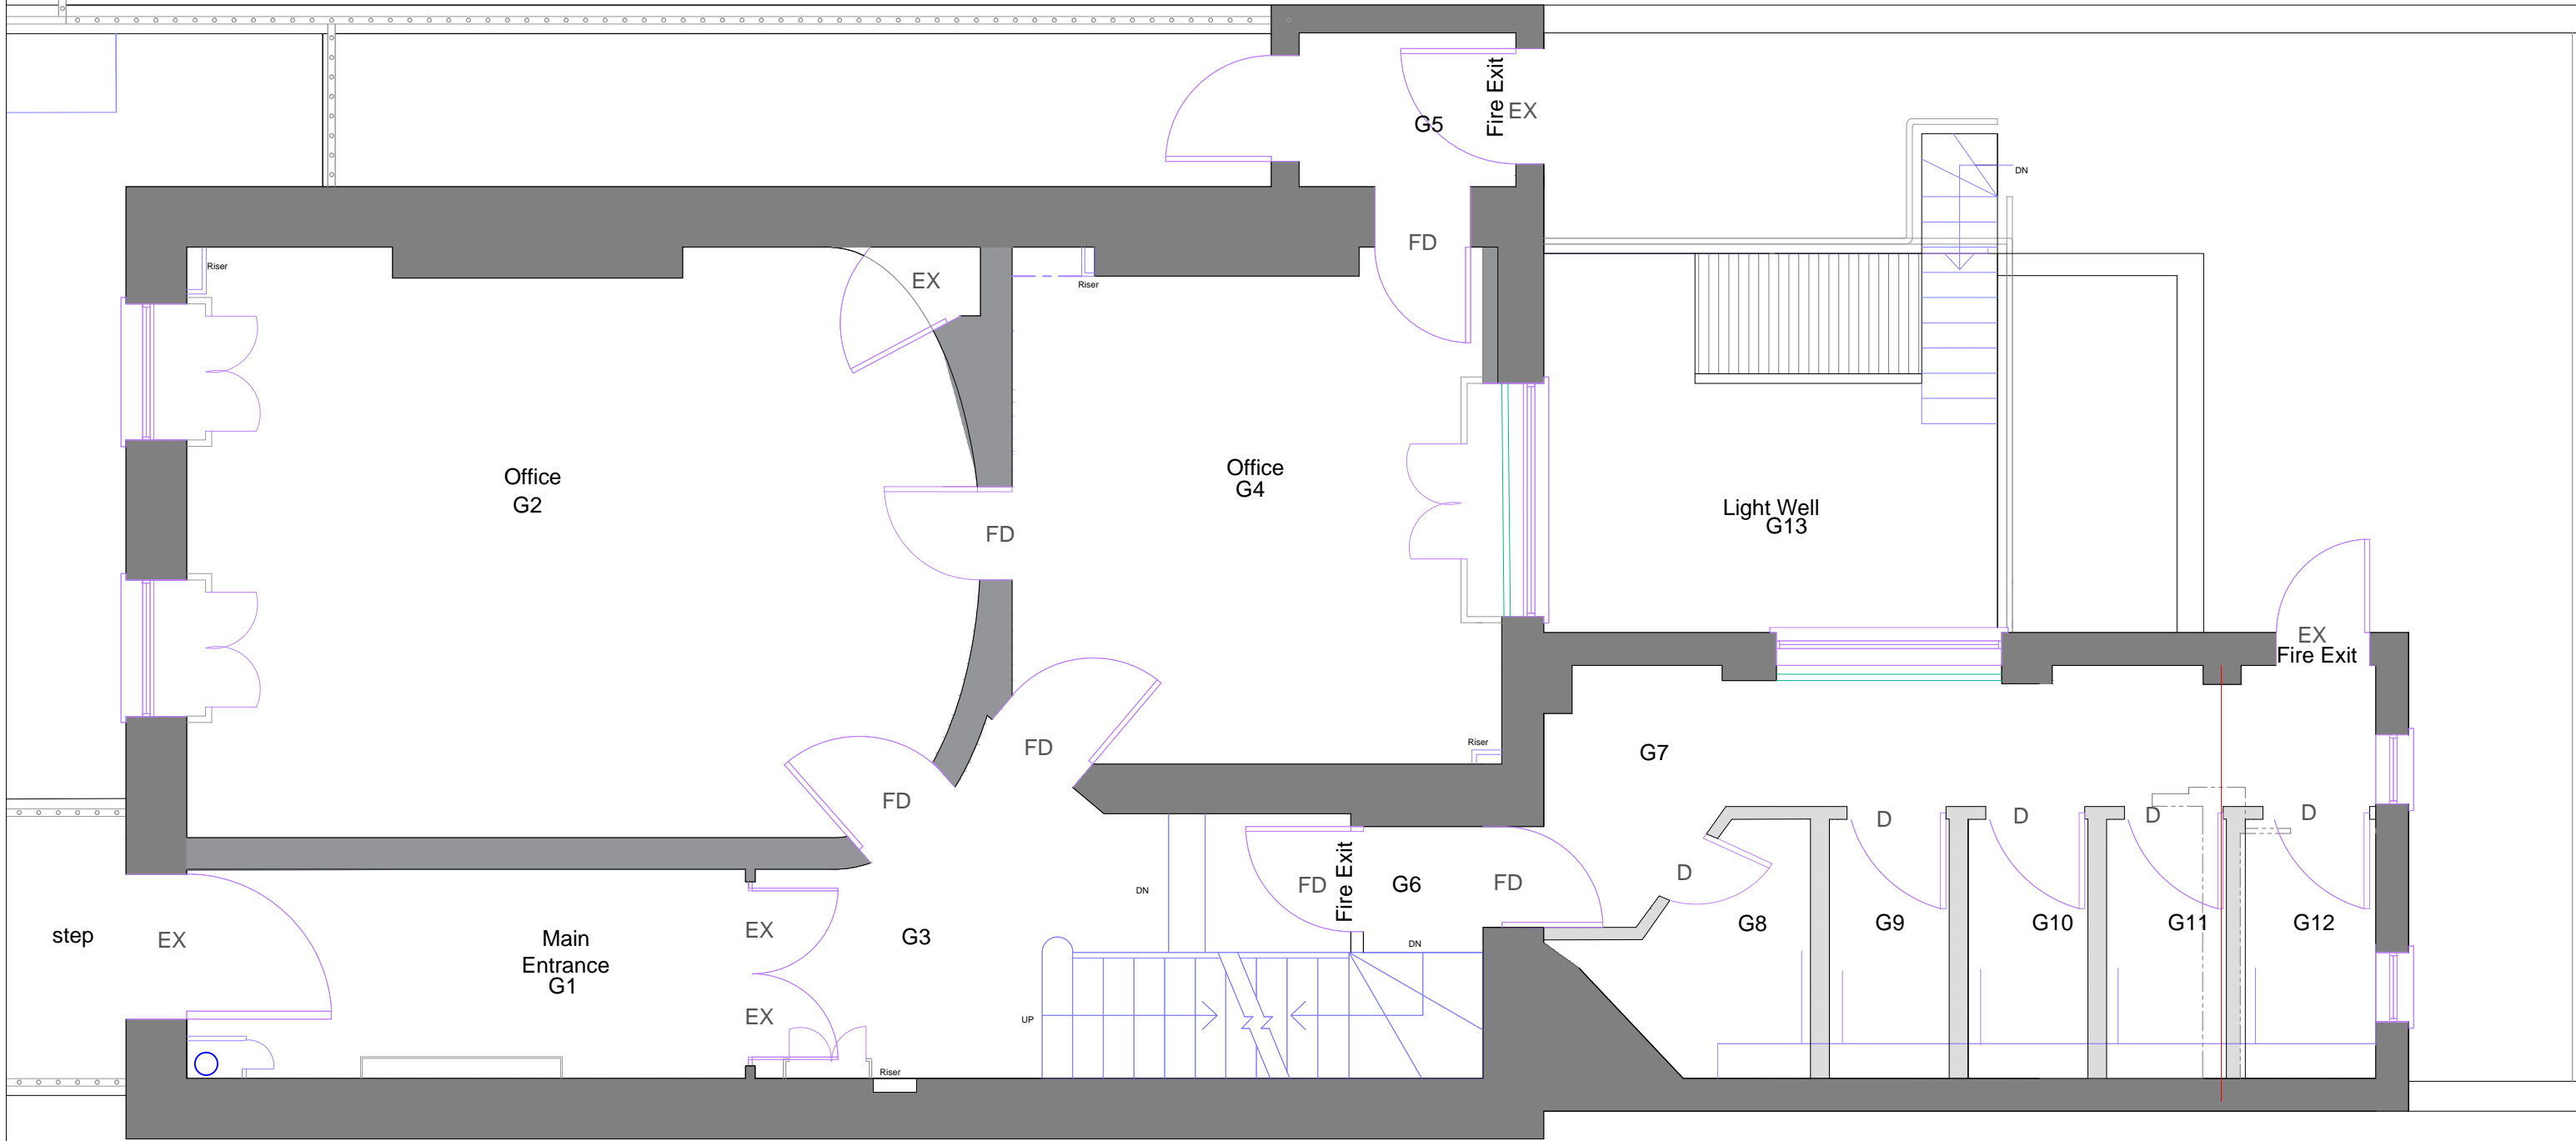 Fire Exit
EX
G5
DN
FD
Riser
EX
Riser
Office
G2
Office
G4
Light Well
G13
FD
EX
Fire Exit
FD
G7
FD
D
D
D
D
D
Fire Exit
FD
G6
FD
DN
G8
G9
G10
G11
G12
step
EX
Main
Entrance
G1
EX
EX
G3
DN
UP
Riser
Riser